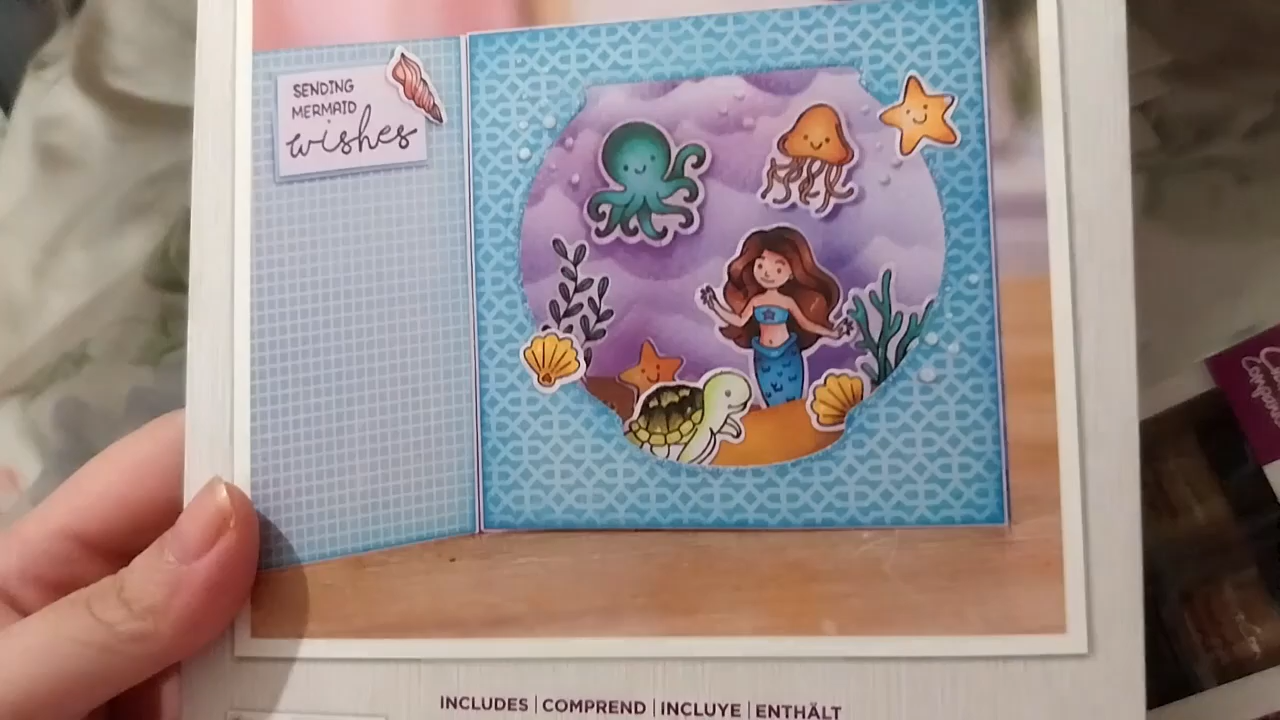 SENDING
MERMAID
wishes
INCLUDES | COMPREND | INCLUYE | ENTHÄLT